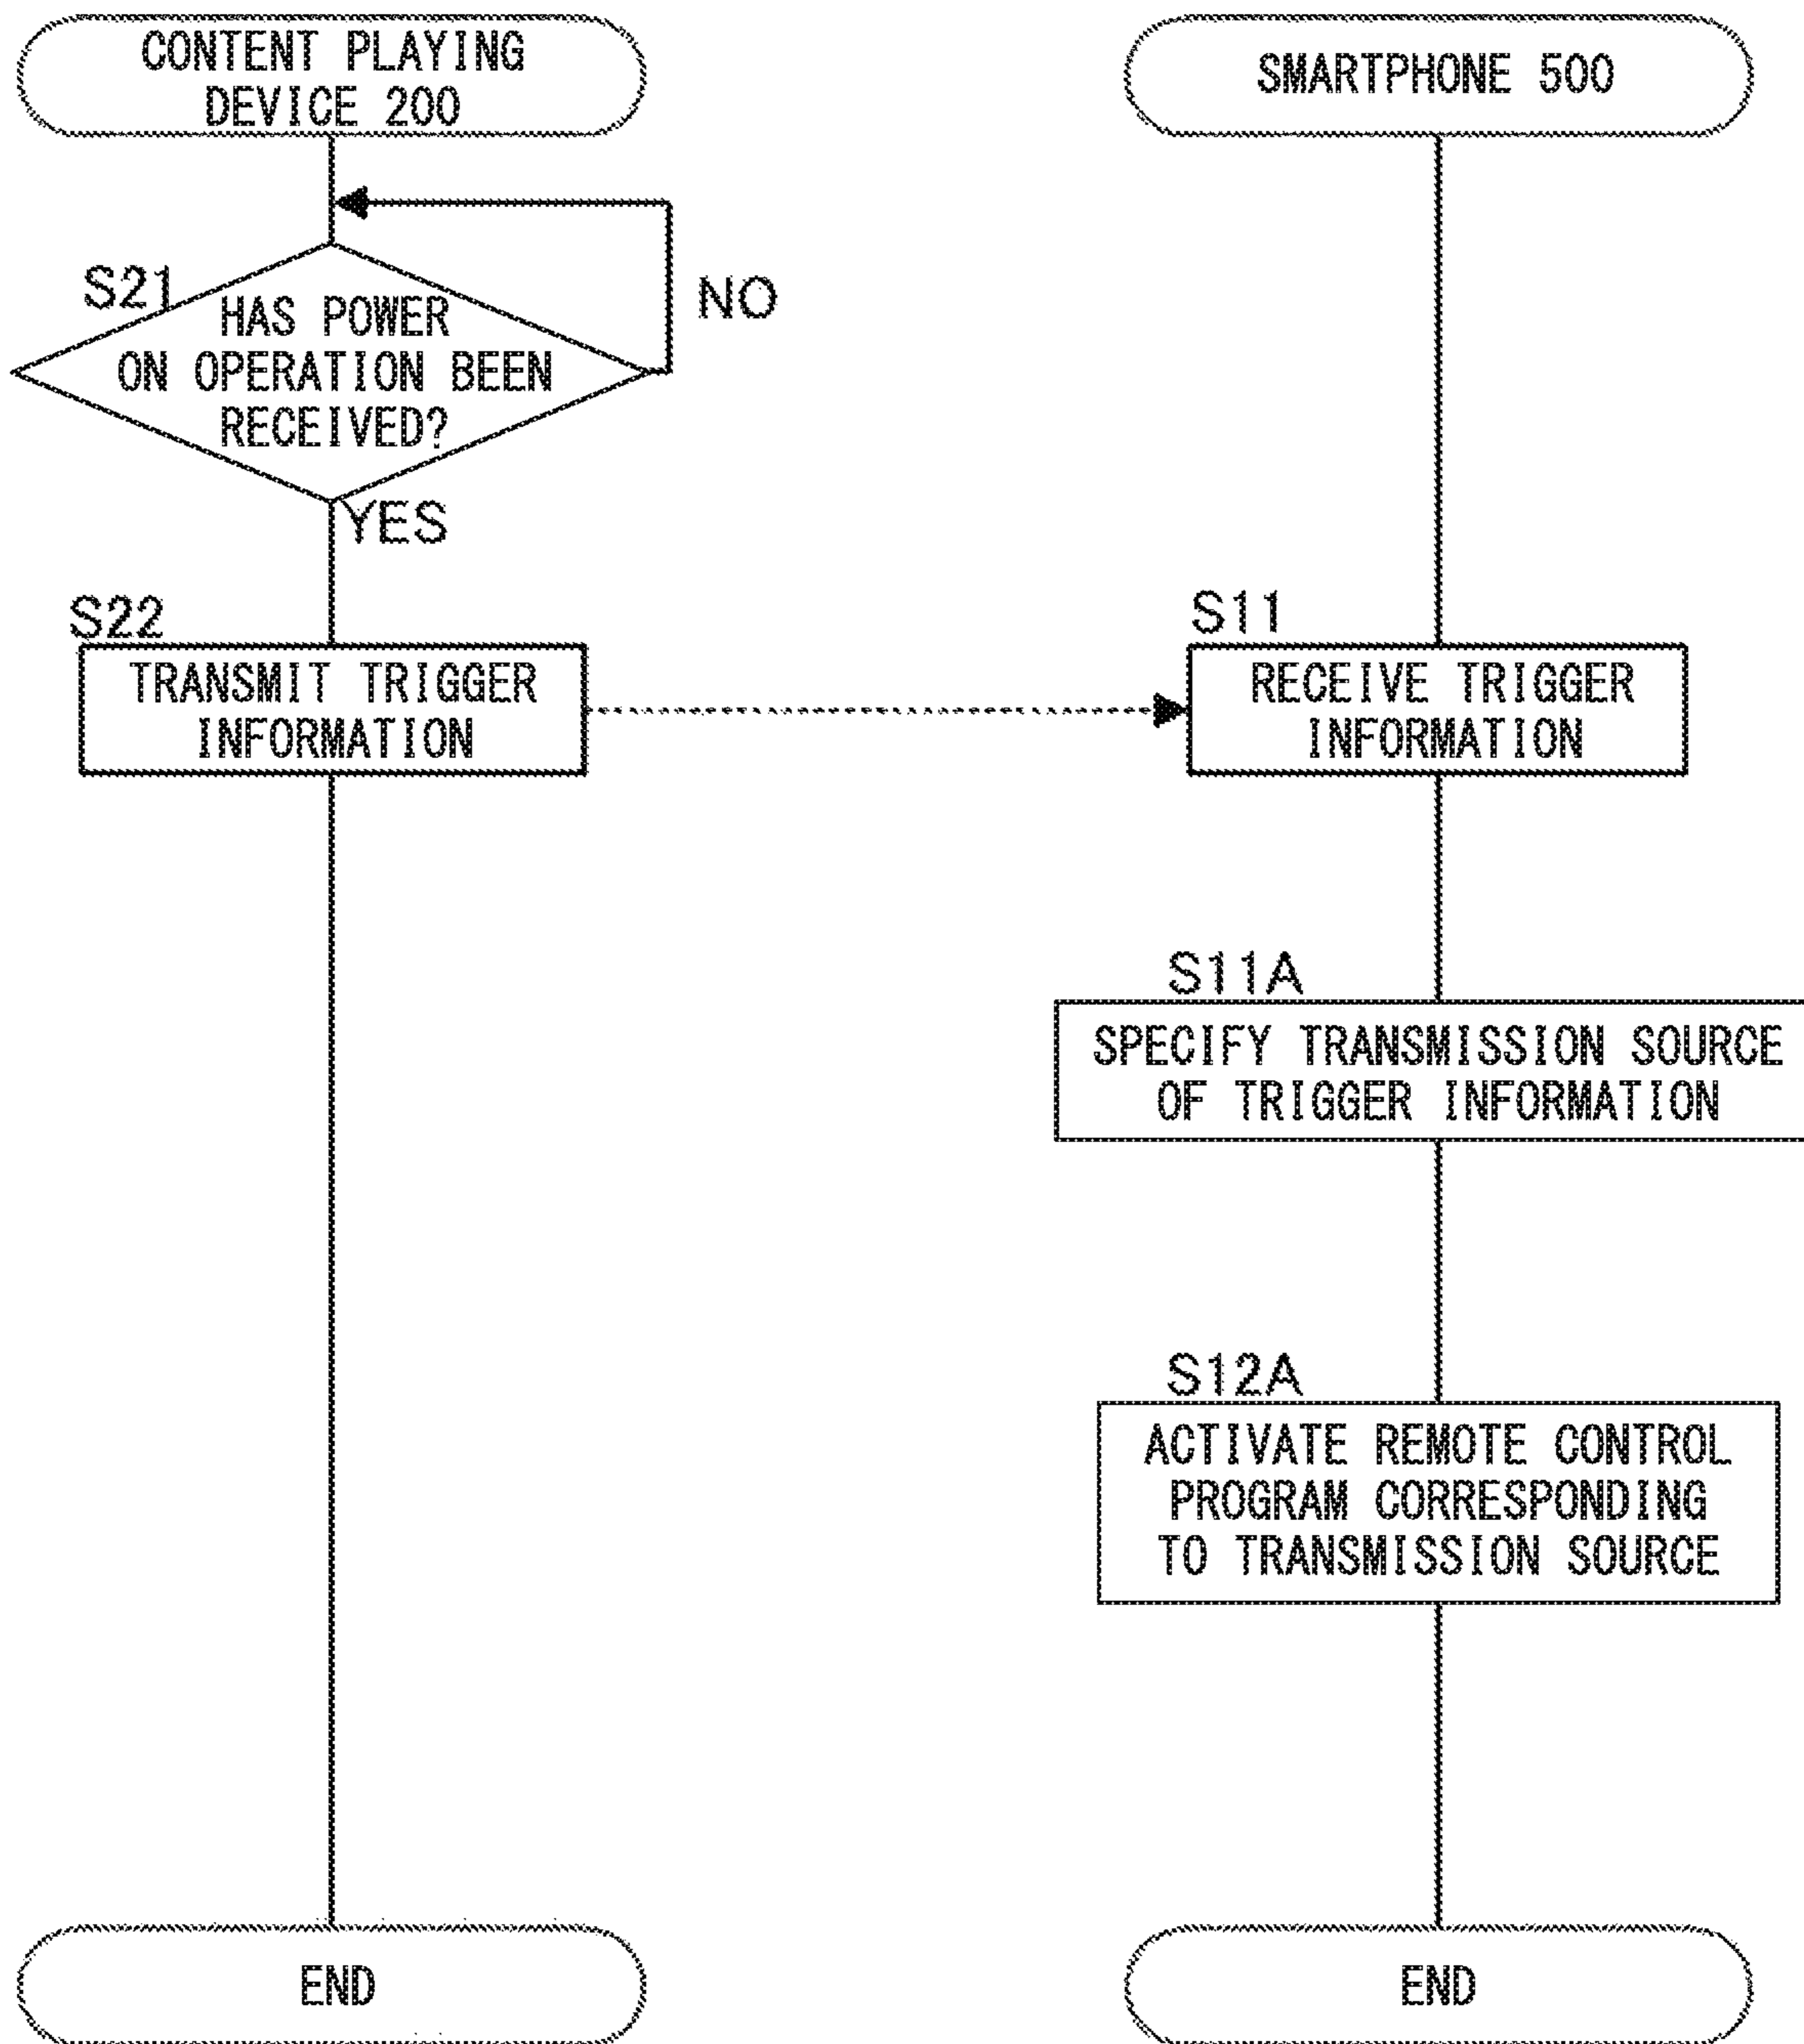 CONTENT PLAYING
DEVICE 200
S21
HAS POWER
ON OPERATION BEEN
RECEIVED?
NO
YES
S22
TRANSMIT TRIGGER
INFORMATION
END
SMARTPHONE 500
S11
RECEIVE TRIGGER
INFORMATION
S11A
SPECIFY TRANSMISSION SOURCE
OF TRIGGER INFORMATION
S12A
ACTIVATE REMOTE CONTROL
PROGRAM CORRESPONDING
TO TRANSMISSION SOURCE
END